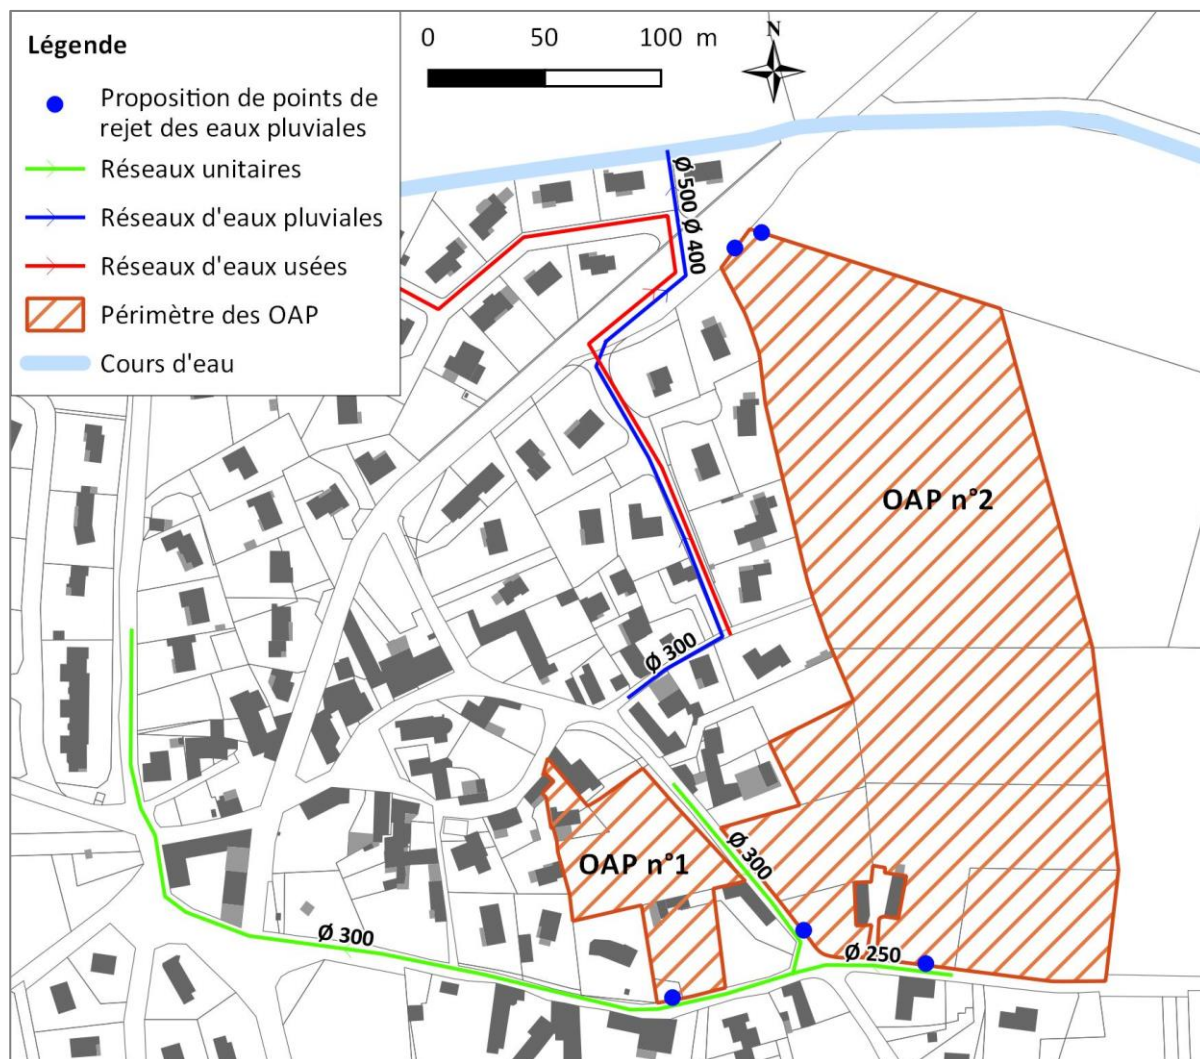 Légende
Proposition de points de
rejet des eaux pluviales
Réseaux unitaires
Réseaux d'eaux pluviales
Réseaux d'eaux usées
Périmètre des OAP
Cours d'eau
0 50 100 m
N
Ø 500 Ø 400
OAP n°2
Ø 300
OAP n°1
Ø 300
Ø 300
Ø 250